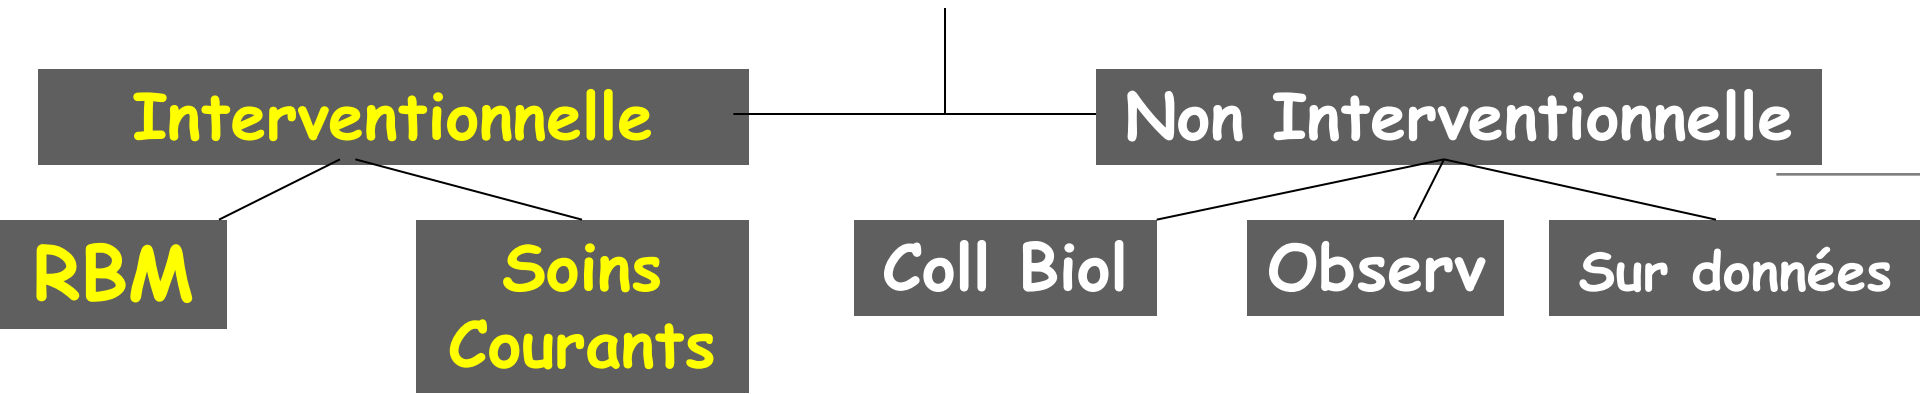 Interventionnelle
Non Interventionnelle
RBM
Soins
Courants
Coll Biol
Observ
Sur données